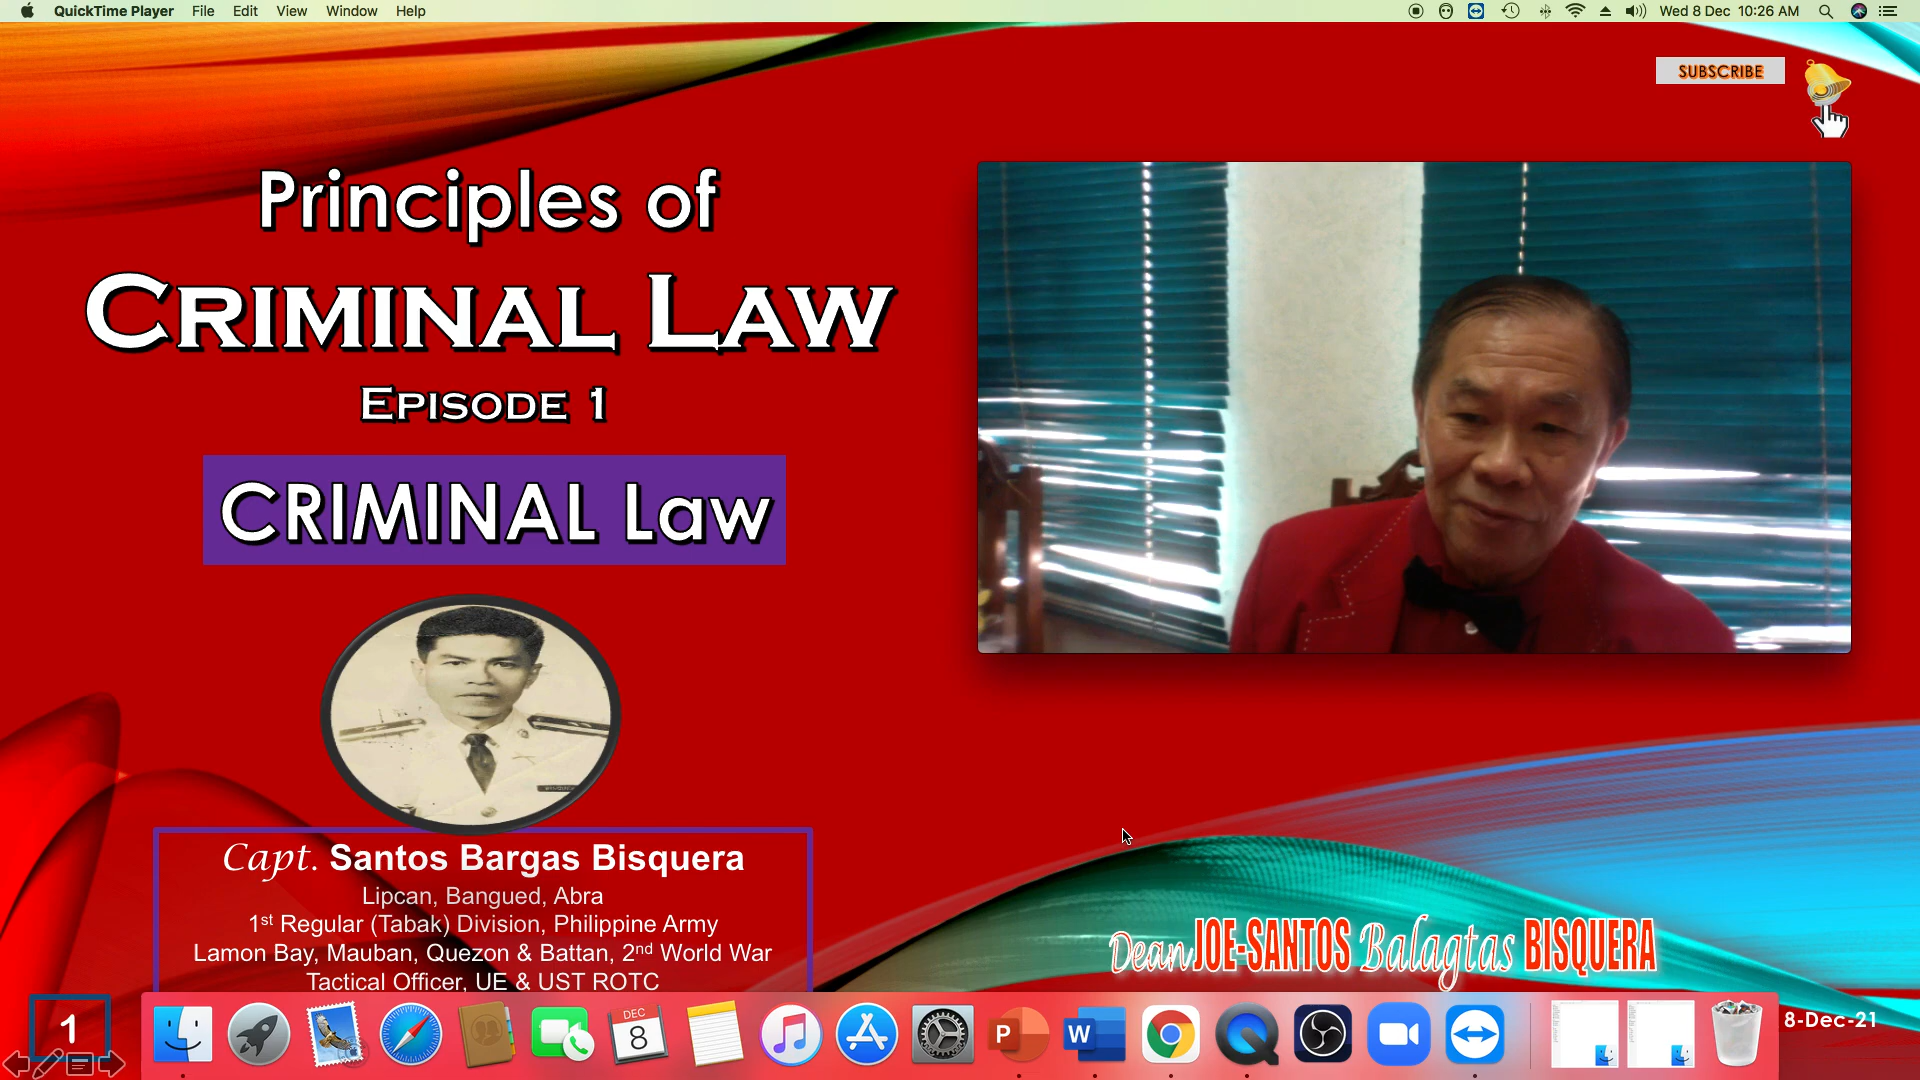 QuickTime Player File Edit View Window Help Wed 8 Dec 10:26 AM
SUBSCRIBE
Principles of
CRIMINAL LAW
EPISODE 1
CRIMINAL Law
Capt. Santos Bargas Bisquera
Lipcan, Bangued, Abra
1st Regular (Tabak) Division, Philippine Army
Lamon Bay, Mauban, Quezon & Battan, 2nd World War
Tactical Officer, UE & UST ROTC
Dean JOE-SANTOS Balagtas BISQUERA
1
DEC
8
P
W
8-Dec-21